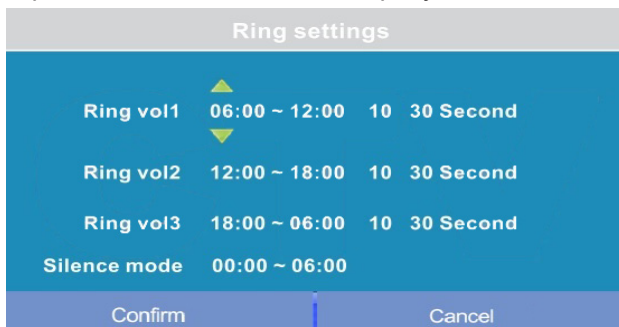 Ring settings
Ring vol1 06:00 ~ 12:00 10 30 Second
Ring vol2 12:00 ~ 18:00 10 30 Second
Ring vol3 18:00 ~ 06:00 10 30 Second
Silence mode 00:00 ~ 06:00
Confirm Cancel